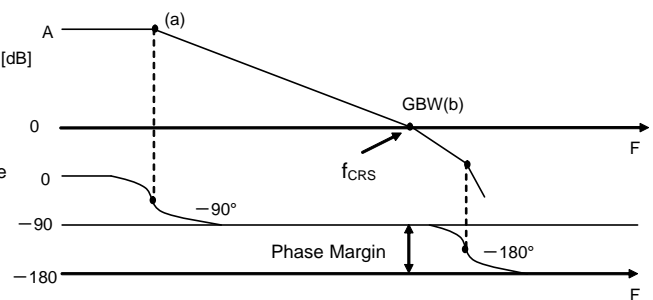 (a)
A
[dB]
GBW(b)
0
F
fCRS
e
0
−90°
−90
Phase Margin
−180°
−180
F